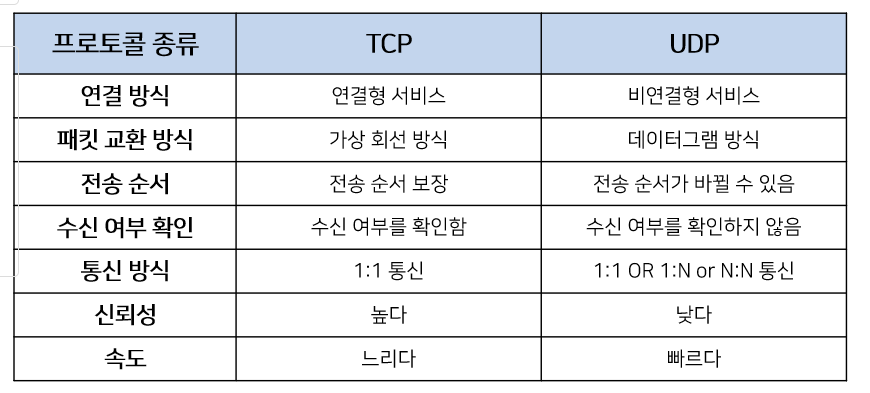 프로토콜 종류 TCP UDP
연결 방식 연결형 서비스 비연결형 서비스
패킷 교환 방식 가상 회선 방식 데이터그램 방식
전송 순서 전송 순서 보장 전송 순서가 바뀔 수 있음
수신 여부 확인 수신 여부를 확인함 수신 여부를 확인하지 않음
통신 방식 1:1 통신 1:1 OR 1:N or N:N 통신
신뢰성 높다 낮다
속도 느리다 빠르다